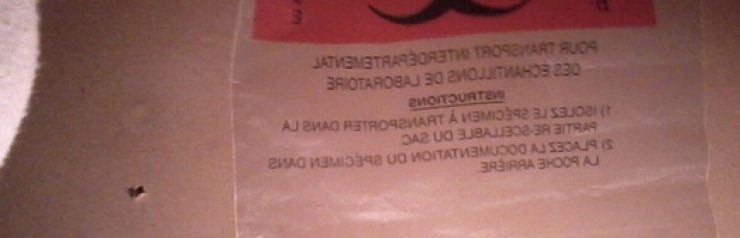 POUR TRANSPORT INTERDÉPARTEMENTAL
DES ÉCHANTILLONS DE LABORATOIRE
INSTRUCTIONS
1) ISOLEZ LE SPÉCIMEN À TRANSPORTER DANS LA
PARTIE RE-SCELLABLE DU SAC.
2) PLACEZ LA DOCUMENTATION DU SPÉCIMEN DANS
LA POCHE ARRIÈRE.